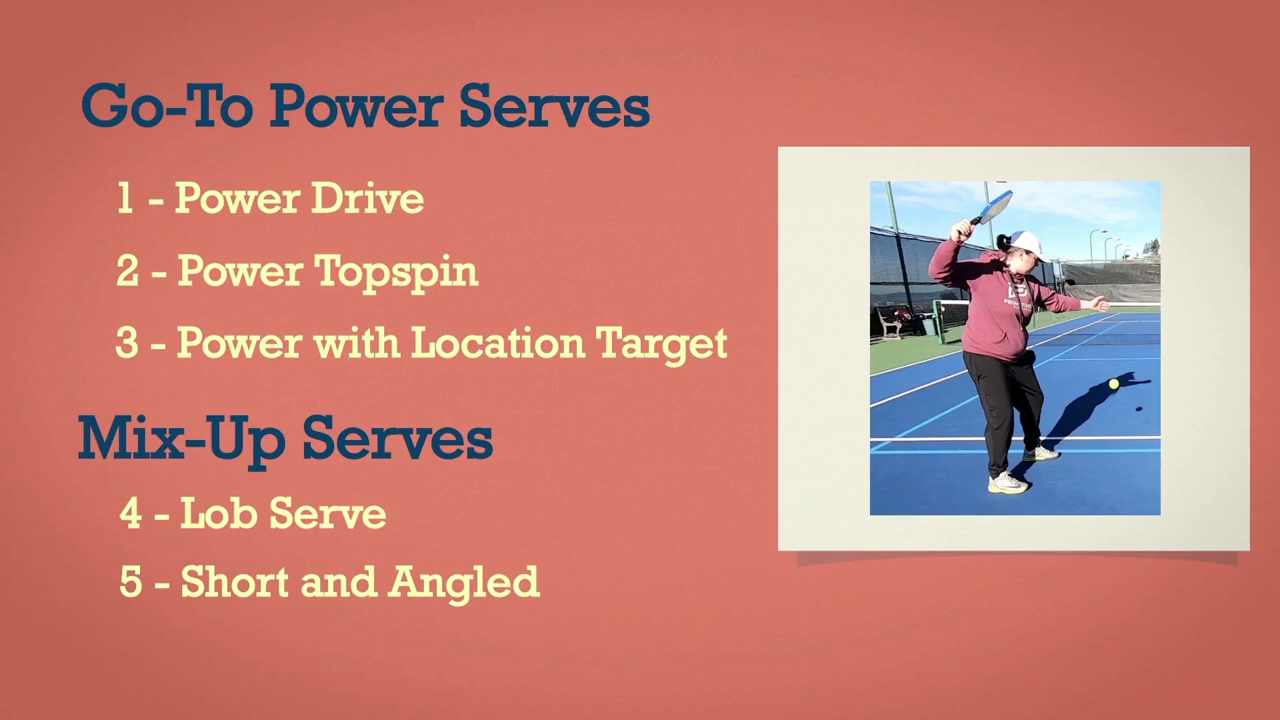 Go-To Power Serves
1 - Power Drive
2 - Power Topspin
3 - Power with Location Target
Mix-Up Serves
4 - Lob Serve
5 - Short and Angled